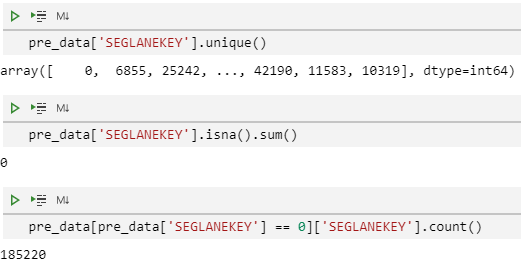 M↓
pre_data['SEGLANEKEY'].unique()
array([    0,  6855, 25242, ..., 42190, 11583, 10319], dtype=int64)
M↓
pre_data['SEGLANEKEY'].isna().sum()
0
M↓
pre_data[pre_data['SEGLANEKEY'] == 0]['SEGLANEKEY'].count()
185220